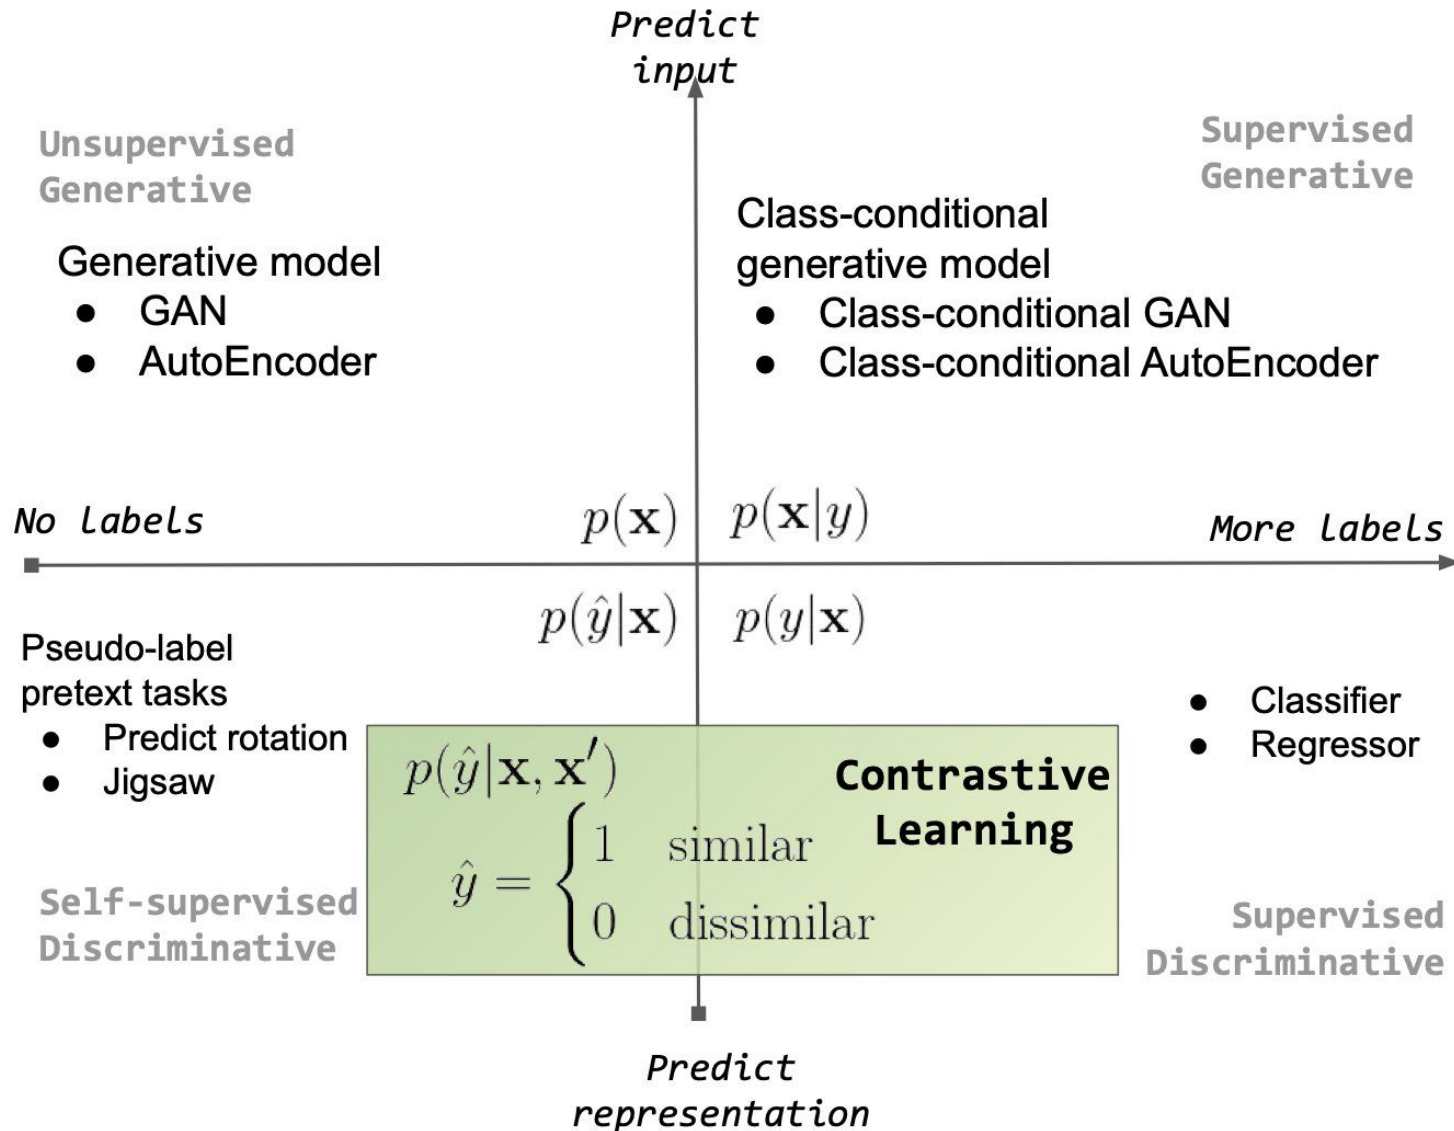 Predict
input
Unsupervised
Generative
Supervised
Generative
Generative model
● GAN
● AutoEncoder
Class-conditional
generative model
● Class-conditional GAN
● Class-conditional AutoEncoder
No labels
p(x)
p(x|y)
More labels
p(ŷ|x)
p(y|x)
Pseudo-label
pretext tasks
● Predict rotation
● Jigsaw
● Classifier
● Regressor
p(ŷ|x, x′)
ŷ = { 1 similar
0 dissimilar
Contrastive
Learning
Self-supervised
Discriminative
Supervised
Discriminative
Predict
representation